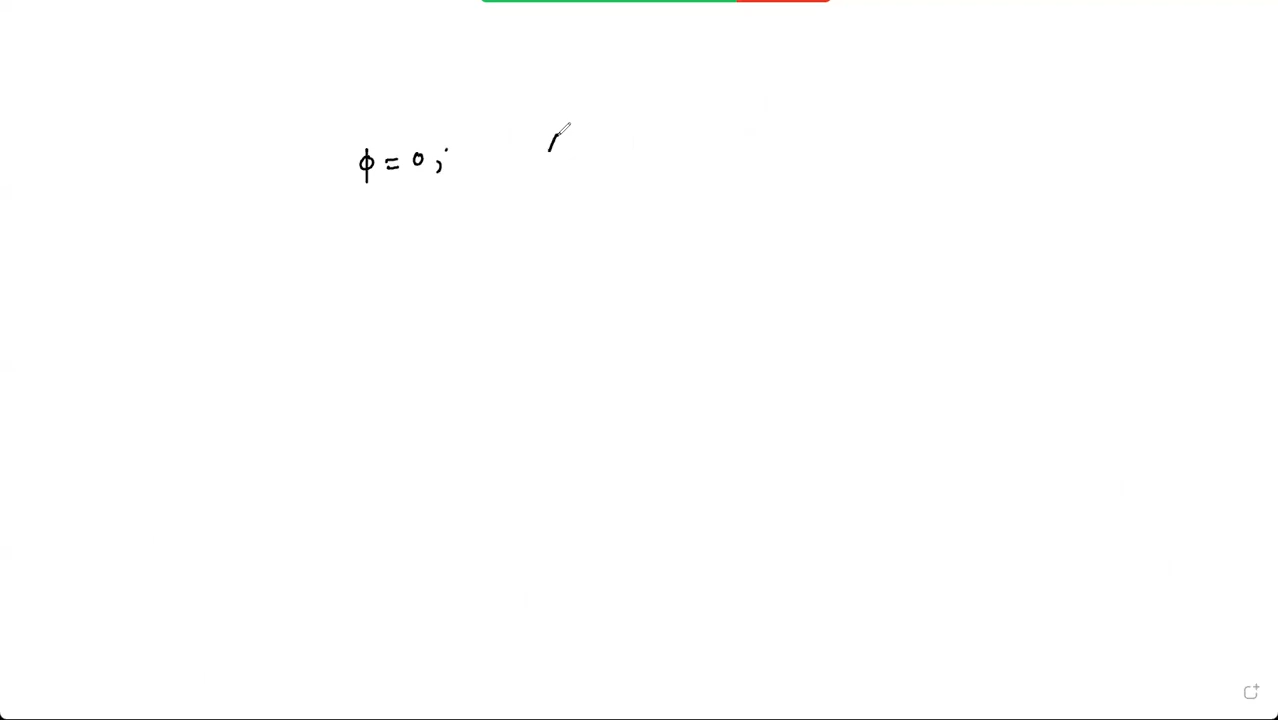 ϕ = 0 ;